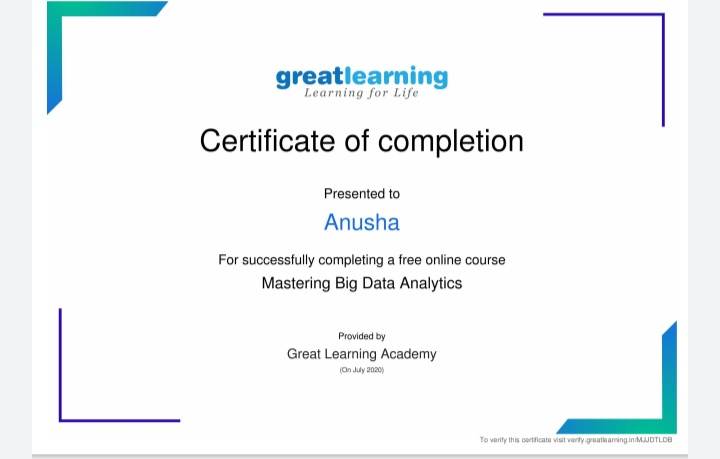 greatlearning
Learning for Life
Certificate of completion
Presented to
Anusha
For successfully completing a free online course
Mastering Big Data Analytics
Provided by
Great Learning Academy
(On July 2020)
To verify this certificate visit verify.greatlearning.in/MJJDTLDB